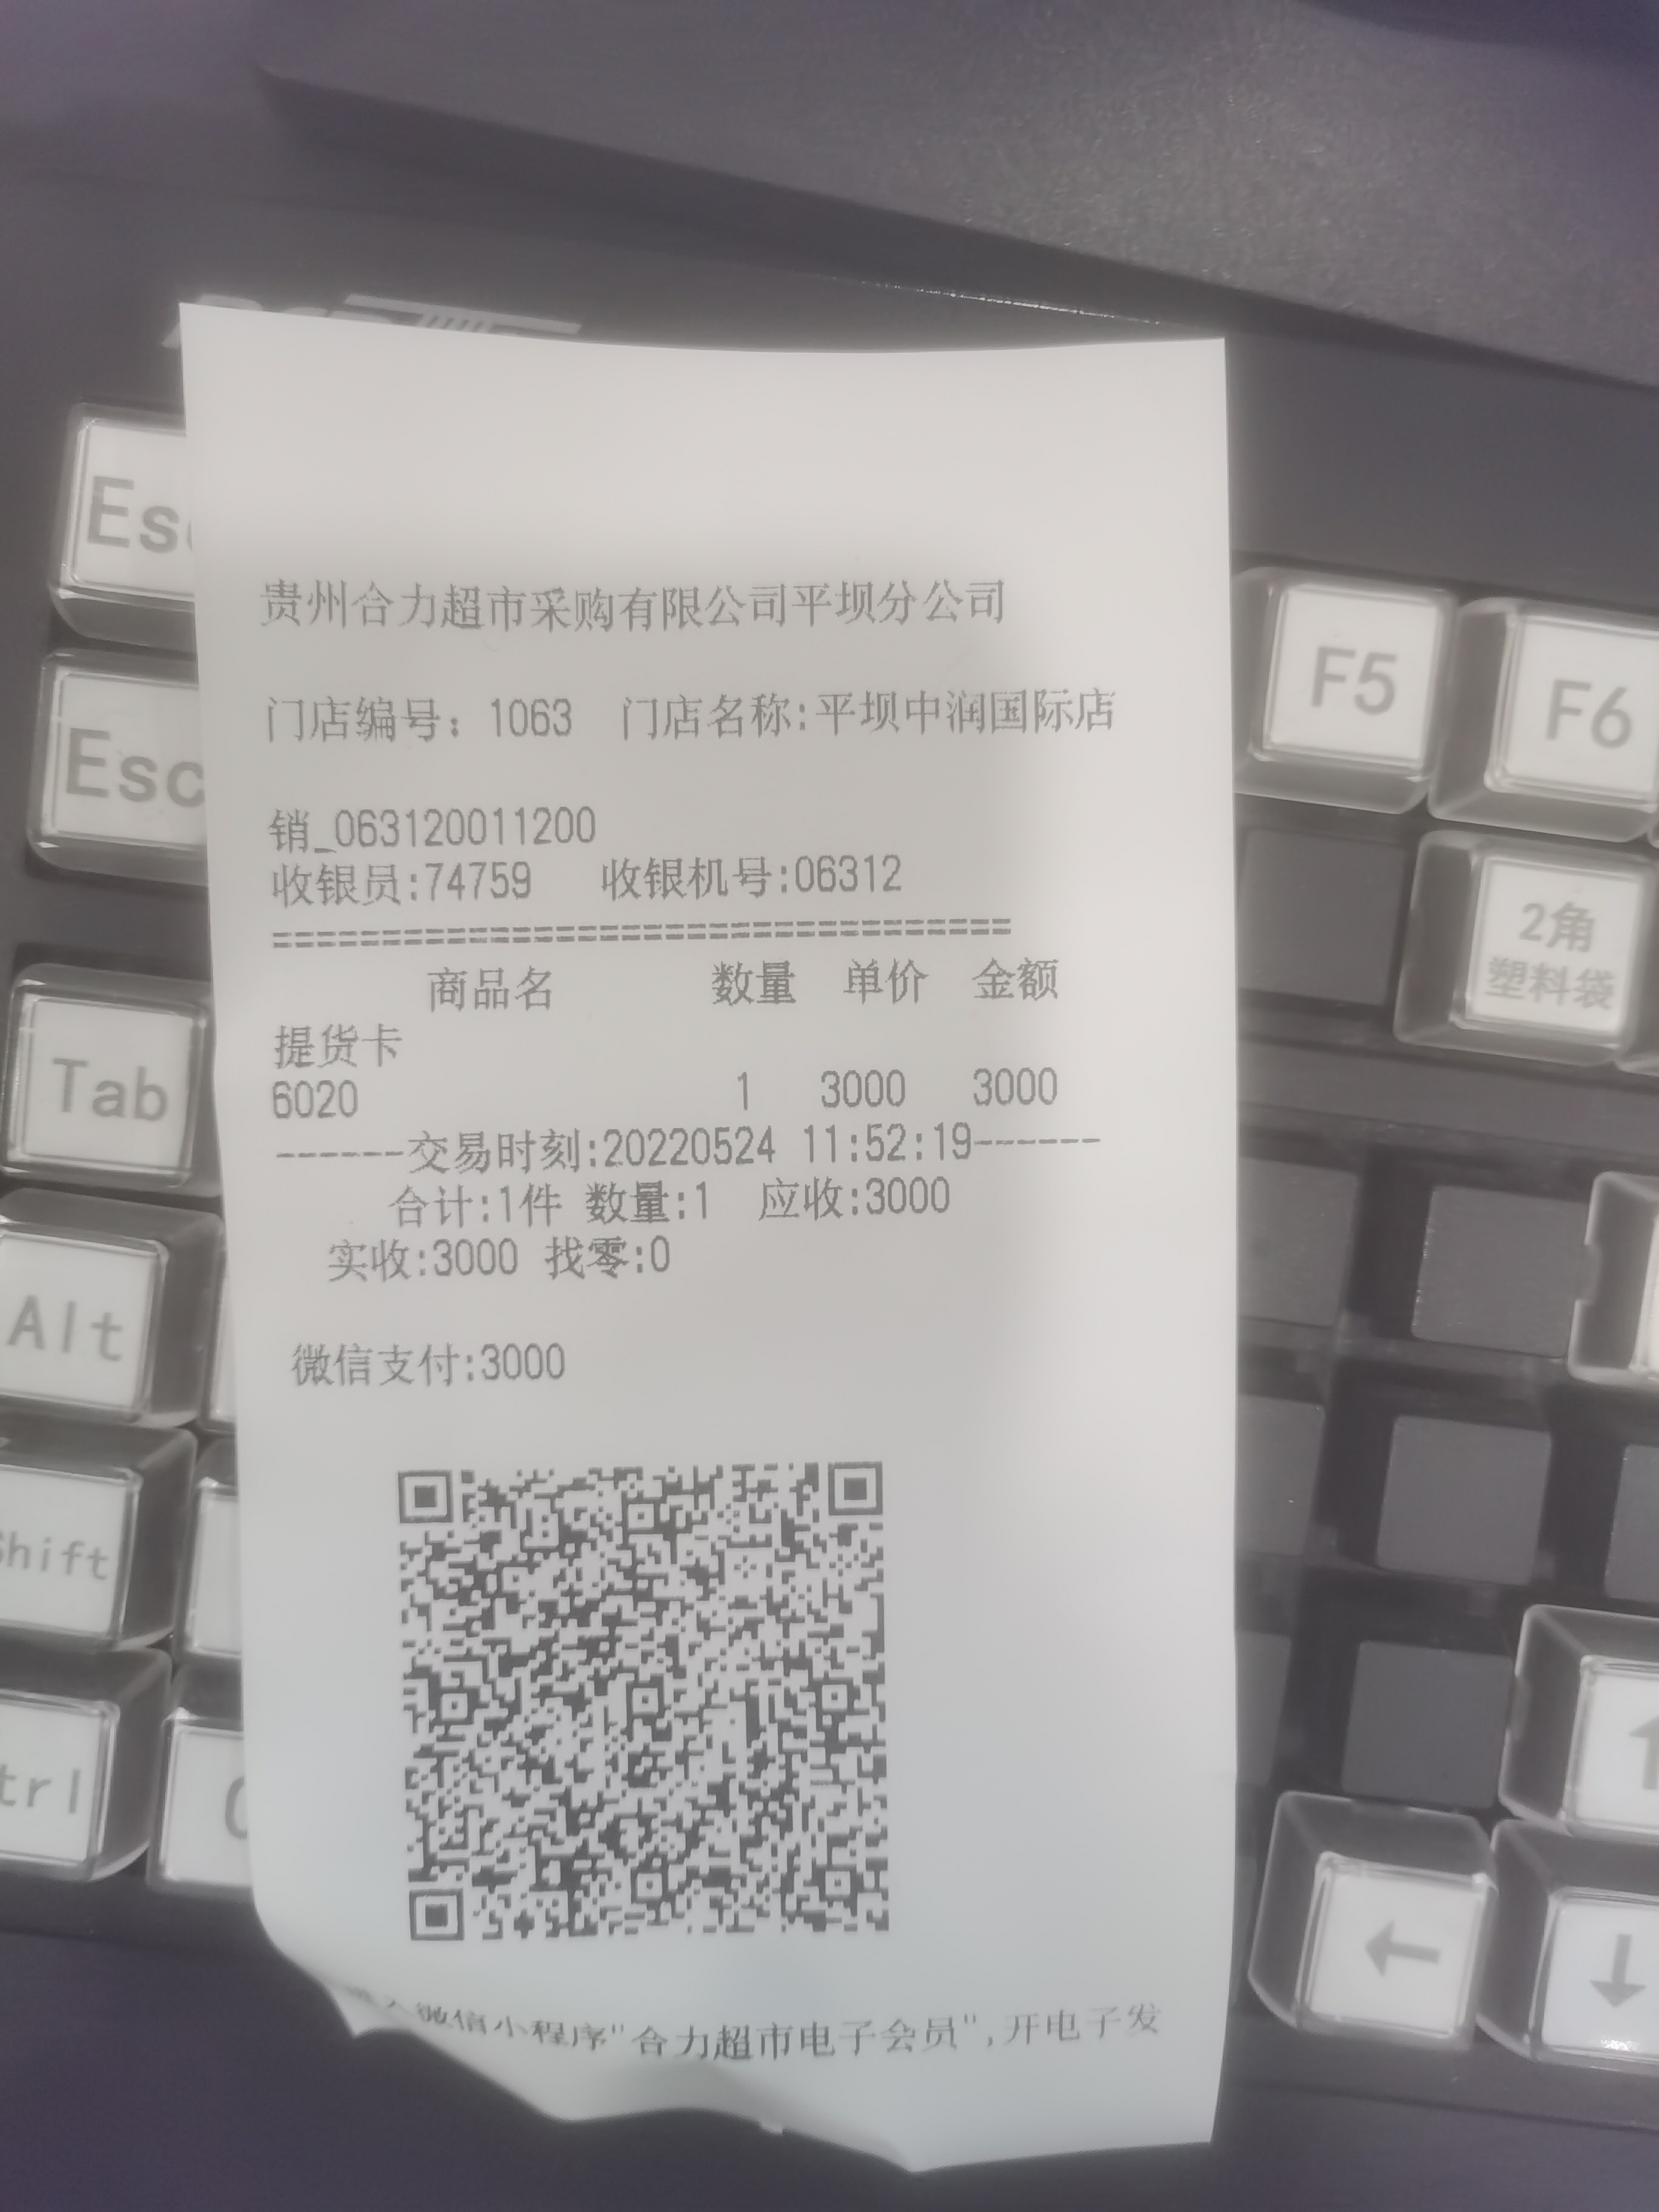 贵州合力超市采购有限公司平坝分公司
门店编号：1063 门店名称:平坝中润国际店
销_063120011200
收银员:74759 收银机号:06312
==================================
商品名 数量 单价 金额
提货卡
6020 1 3000 3000
------交易时刻:20220524 11:52:19------
合计:1件 数量:1 应收:3000
实收:3000 找零:0
微信支付:3000
微信小程序"合力超市电子会员",开电子发
Esc
Esc
Tab
Alt
Shift
Ctrl
F5
F6
2角
塑料袋
←
↓
↑